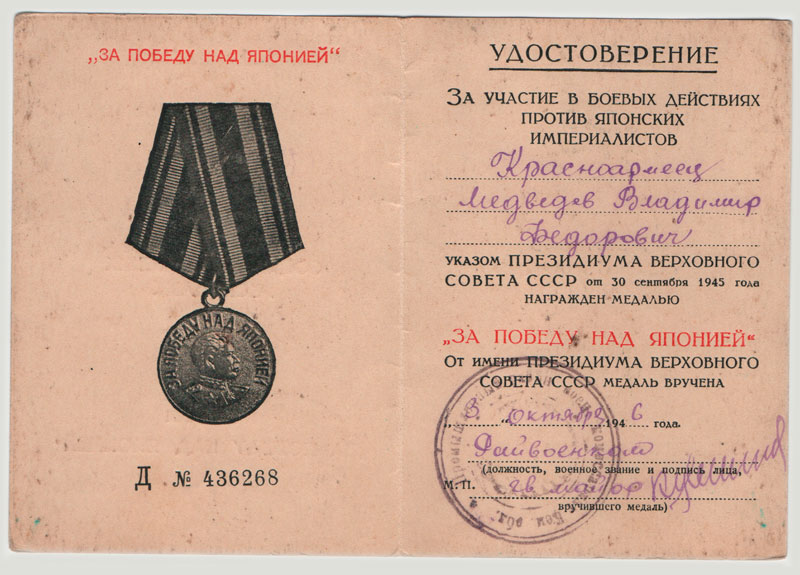 „ЗА ПОБЕДУ НАД ЯПОНИЕЙ“
ЗА ПОБЕДУ НАД ЯПОНИЕЙ
Д № 436268
УДОСТОВЕРЕНИЕ
ЗА УЧАСТИЕ В БОЕВЫХ ДЕЙСТВИЯХ
ПРОТИВ ЯПОНСКИХ
ИМПЕРИАЛИСТОВ
Красноармеец
Медведев Владимир
Федорович
УКАЗОМ ПРЕЗИДИУМА ВЕРХОВНОГО
СОВЕТА СССР от 30 сентября 1945 года
НАГРАЖДЕН МЕДАЛЬЮ
„ЗА ПОБЕДУ НАД ЯПОНИЕЙ“
От имени ПРЕЗИДИУМА ВЕРХОВНОГО
СОВЕТА СССР МЕДАЛЬ ВРУЧЕНА
„3“ октября 1946 года.
Райвоенком
(должность, военное звание и подпись лица,
М. П. гв. майор
вручившего медаль)